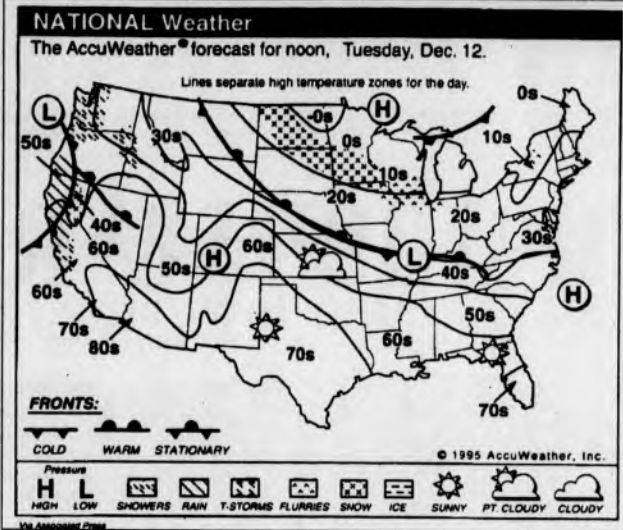 NATIONAL Weather
The AccuWeather® forecast for noon, Tuesday, Dec. 12.
Lines separate high temperature zones for the day.
L
H
0s
50s
30s
-0s
0s
10s
10s
20s
20s
40s
60s
50s
H
60s
L
40s
30s
H
60s
50s
70s
80s
70s
60s
70s
FRONTS:
COLD WARM STATIONARY
© 1995 AccuWeather, Inc.
Pressure
H L
HIGH LOW SHOWERS RAIN T-STORMS FLURRIES SNOW ICE SUNNY PT. CLOUDY CLOUDY
Via Associated Press